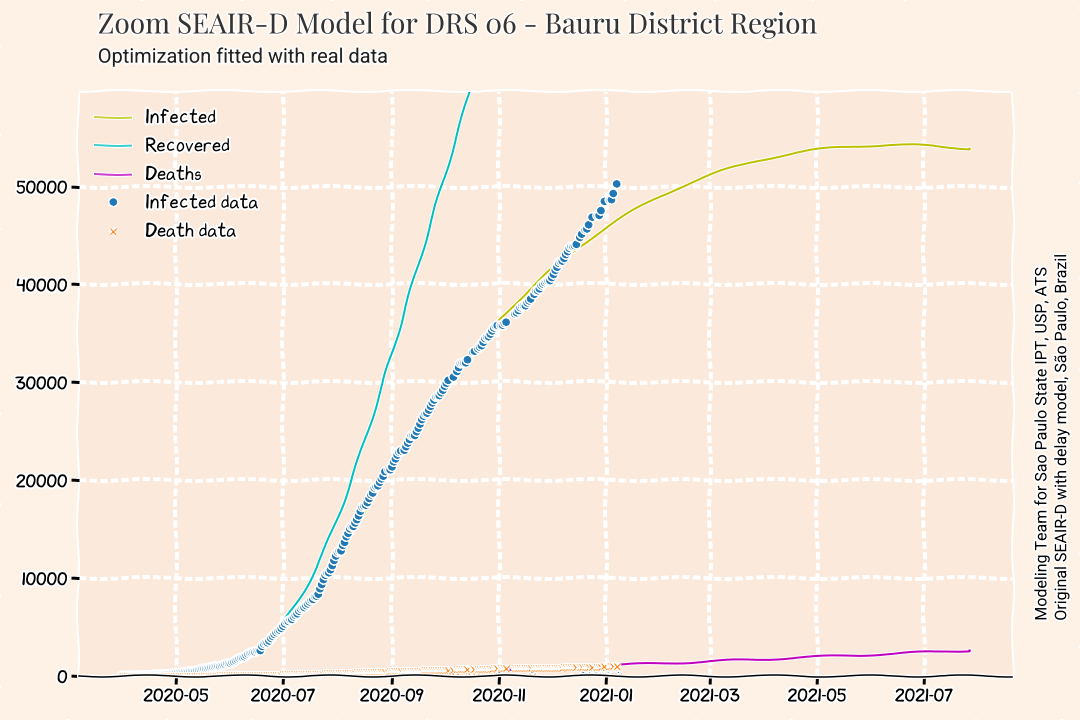 Zoom SEAIR-D Model for DRS 06 - Bauru District Region
Optimization fitted with real data
Infected
Recovered
Deaths
Infected data
Death data
50000
40000
30000
20000
10000
0
2020-05
2020-07
2020-09
2020-11
2021-01
2021-03
2021-05
2021-07
Modeling Team for Sao Paulo State IPT, USP, ATS
Original SEAIR-D with delay model, São Paulo, Brazil